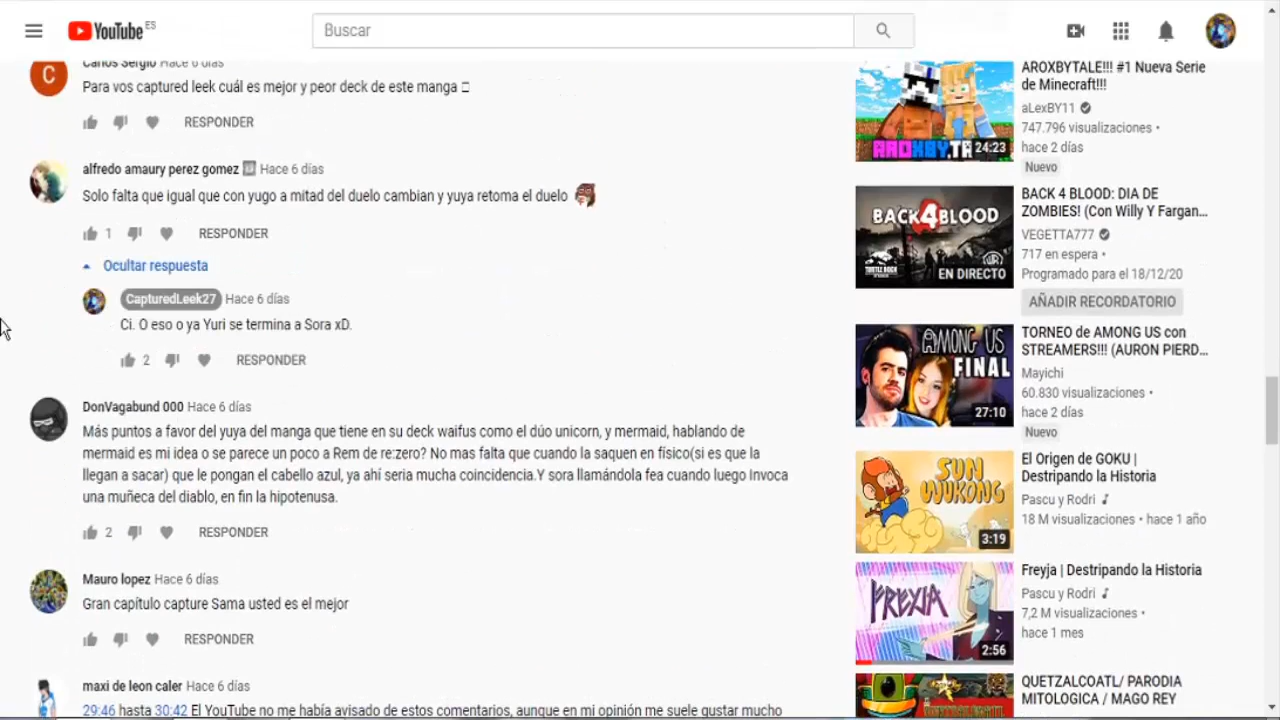 YouTube ES
Buscar
Carlos Sergio Hace 6 días
Para vos captured leek cuál es mejor y peor deck de este manga
RESPONDER
alfredo amaury perez gomez Hace 6 días
Solo falta que igual que con yugo a mitad del duelo cambian y yuya retoma el duelo
1 RESPONDER
Ocultar respuesta
CapturedLeek27 Hace 6 días
Ci. O eso o ya Yuri se termina a Sora xD.
2 RESPONDER
DonVagabund 000 Hace 6 días
Más puntos a favor del yuya del manga que tiene en su deck waifus como el dúo unicorn, y mermaid, hablando de
mermaid es mi idea o se parece un poco a Rem de re:zero? No mas falta que cuando la saquen en físico(si es que la
llegan a sacar) que le pongan el cabello azul, ya ahí seria mucha coincidencia.Y sora llamándola fea cuando luego Invoca
una muñeca del diablo, en fin la hipotenusa.
2 RESPONDER
Mauro lopez Hace 6 días
Gran capítulo capture Sama usted es el mejor
RESPONDER
maxi de leon caler Hace 6 días
29:46 hasta 30:42 El YouTube no me había avisado de estos comentarios, aunque en mi opinión me suele gustar mucho
24:23
AROXBYTALE!!! #1 Nueva Serie
de Minecraft!!!
aLexBY11
747.796 visualizaciones •
hace 2 días
Nuevo
BACK 4 BLOOD
TURTLE ROCK
EN DIRECTO
BACK 4 BLOOD: DIA DE
ZOMBIES! (Con Willy Y Fargan...
VEGETTA777
717 en espera •
Programado para el 18/12/20
AÑADIR RECORDATORIO
AMONG US
FINAL
27:10
TORNEO de AMONG US con
STREAMERS!!! (AURON PIERD...
Mayichi
60.830 visualizaciones •
hace 2 días
Nuevo
SUN
WUKONG
3:19
El Origen de GOKU |
Destripando la Historia
Pascu y Rodri
18 M visualizaciones • hace 1 año
FREYJA
2:56
Freyja | Destripando la Historia
Pascu y Rodri
7,2 M visualizaciones •
hace 1 mes
QUETZALCOATL/ PARODIA
MITOLOGICA / MAGO REY